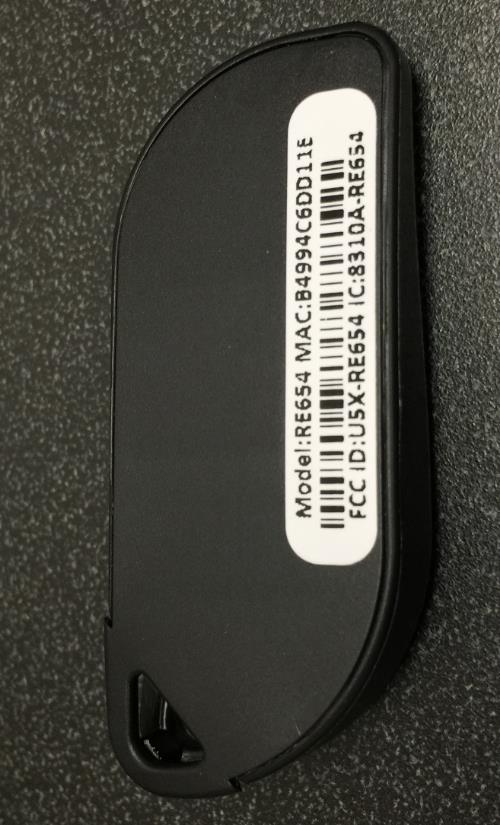 Model:RE654 MAC:B4994C6DD11E
FCC ID:U5X-RE654 IC:8310A-RE654